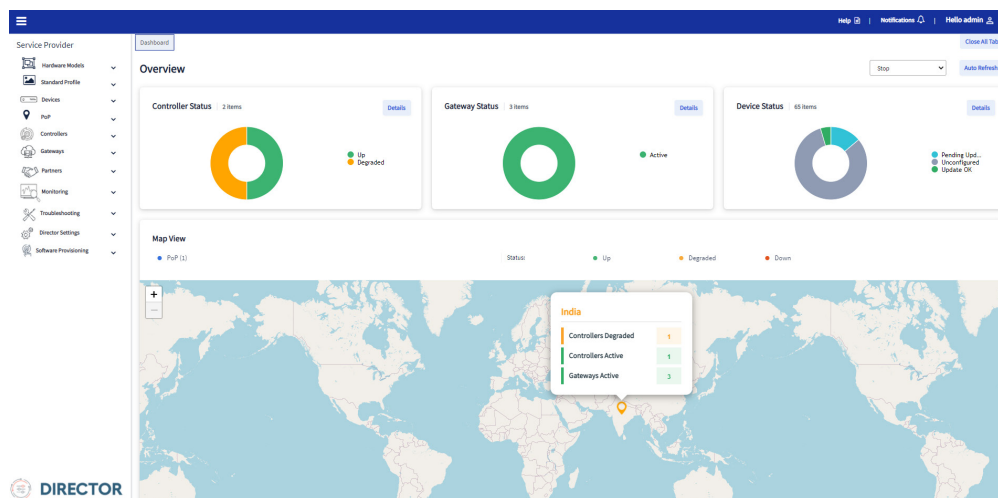 Help | Notifications | Hello admin
Service Provider
Dashboard
Close All Tab
Hardware Models
Standard Profile
Devices
PoP
Controllers
Gateways
Partners
Monitoring
Troubleshooting
Director Settings
Software Provisioning
Overview
Stop
Auto Refresh
Controller Status 2 items Details
Up
Degraded
Gateway Status 3 items Details
Active
Device Status 65 items Details
Pending Upd...
Unconfigured
Update OK
Map View
PoP (1) Status: Up Degraded Down
+
−
India
Controllers Degraded 1
Controllers Active 1
Gateways Active 3
DIRECTOR